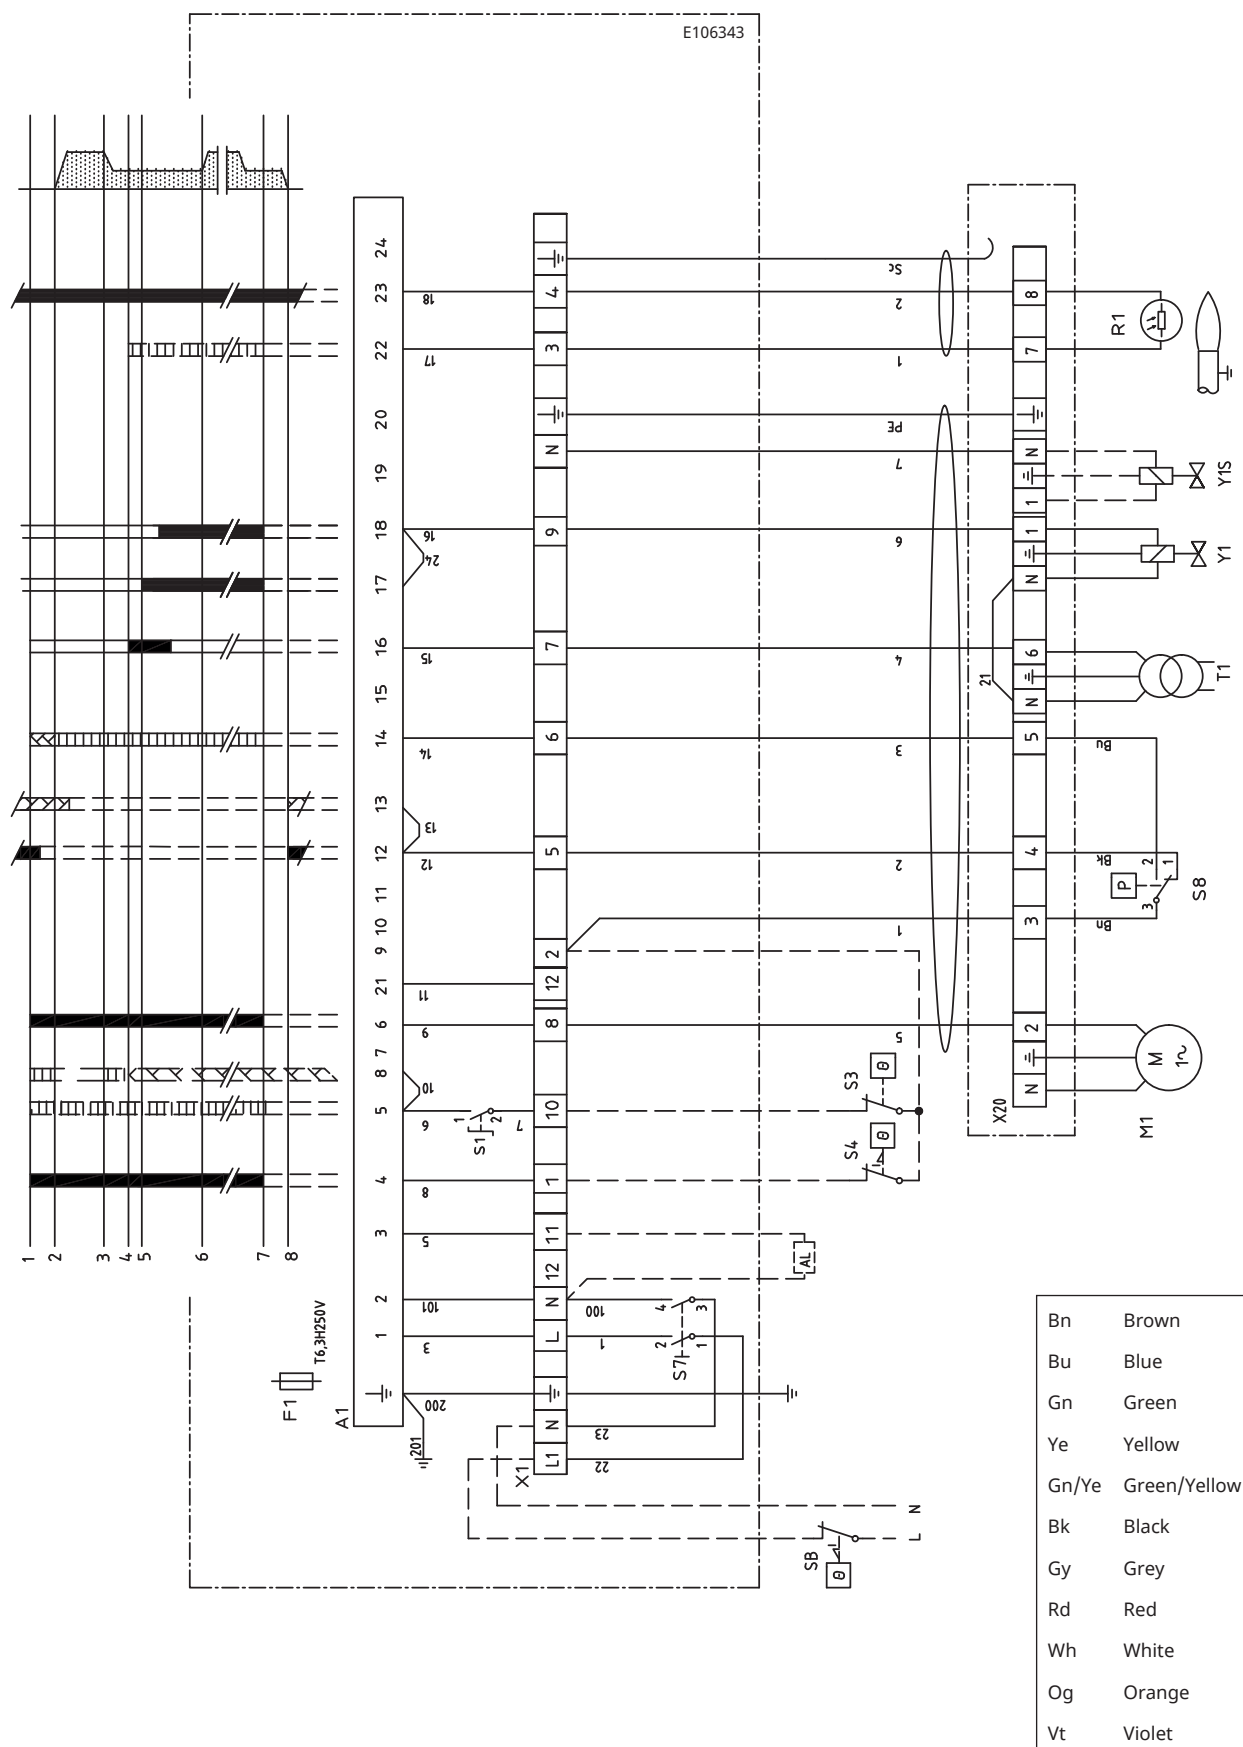 E106343
24
23
22
20
19
18
17
16
15
14
13
12
11
10
9
21
6
7
8
5
4
3
2
1
A1
18
17
16
24
15
14
13
12
11
9
10
6
8
5
101
3
200
201
S1
1
2
7
4
3
N
9
7
6
5
2
12
8
10
1
11
12
N
L
N
L1
X1
Sc
2
1
PE
7
6
4
3
2
1
5
S3
θ
S4
θ
AL
100
1
4
3
2
1
S7
23
22
SB
θ
N
L
8
7
N
1
1
N
6
N
5
4
3
2
N
X20
21
R1
Y1S
Y1
T1
Bu
Bk
Bn
P
2
1
3
S8
M
1~
M1
1
2
3
4
5
6
7
8
F1
T6,3H250V
Bn Brown
Bu Blue
Gn Green
Ye Yellow
Gn/Ye Green/Yellow
Bk Black
Gy Grey
Rd Red
Wh White
Og Orange
Vt Violet